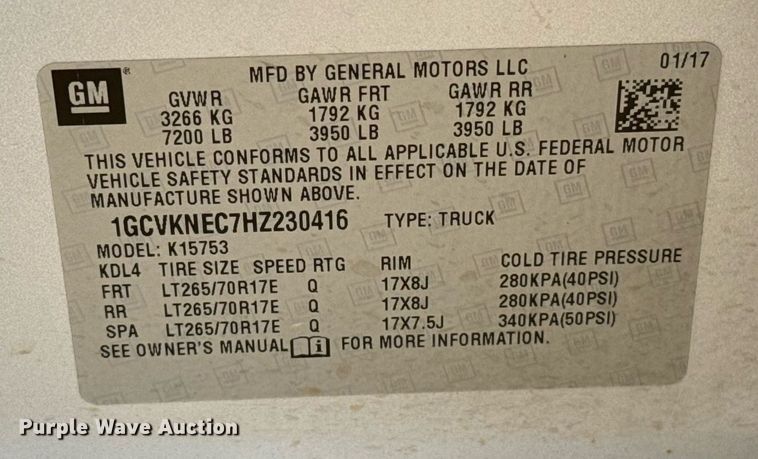 GM
MFD BY GENERAL MOTORS LLC 01/17
GVWR GAWR FRT GAWR RR
3266 KG 1792 KG 1792 KG
7200 LB 3950 LB 3950 LB
THIS VEHICLE CONFORMS TO ALL APPLICABLE U.S. FEDERAL MOTOR
VEHICLE SAFETY STANDARDS IN EFFECT ON THE DATE OF
MANUFACTURE SHOWN ABOVE.
1GCVKNEC7HZ230416 TYPE: TRUCK
MODEL: K15753
KDL4 TIRE SIZE SPEED RTG RIM COLD TIRE PRESSURE
FRT LT265/70R17E Q 17X8J 280KPA(40PSI)
RR LT265/70R17E Q 17X8J 280KPA(40PSI)
SPA LT265/70R17E Q 17X7.5J 340KPA(50PSI)
SEE OWNER'S MANUAL i FOR MORE INFORMATION.
Purple Wave Auction